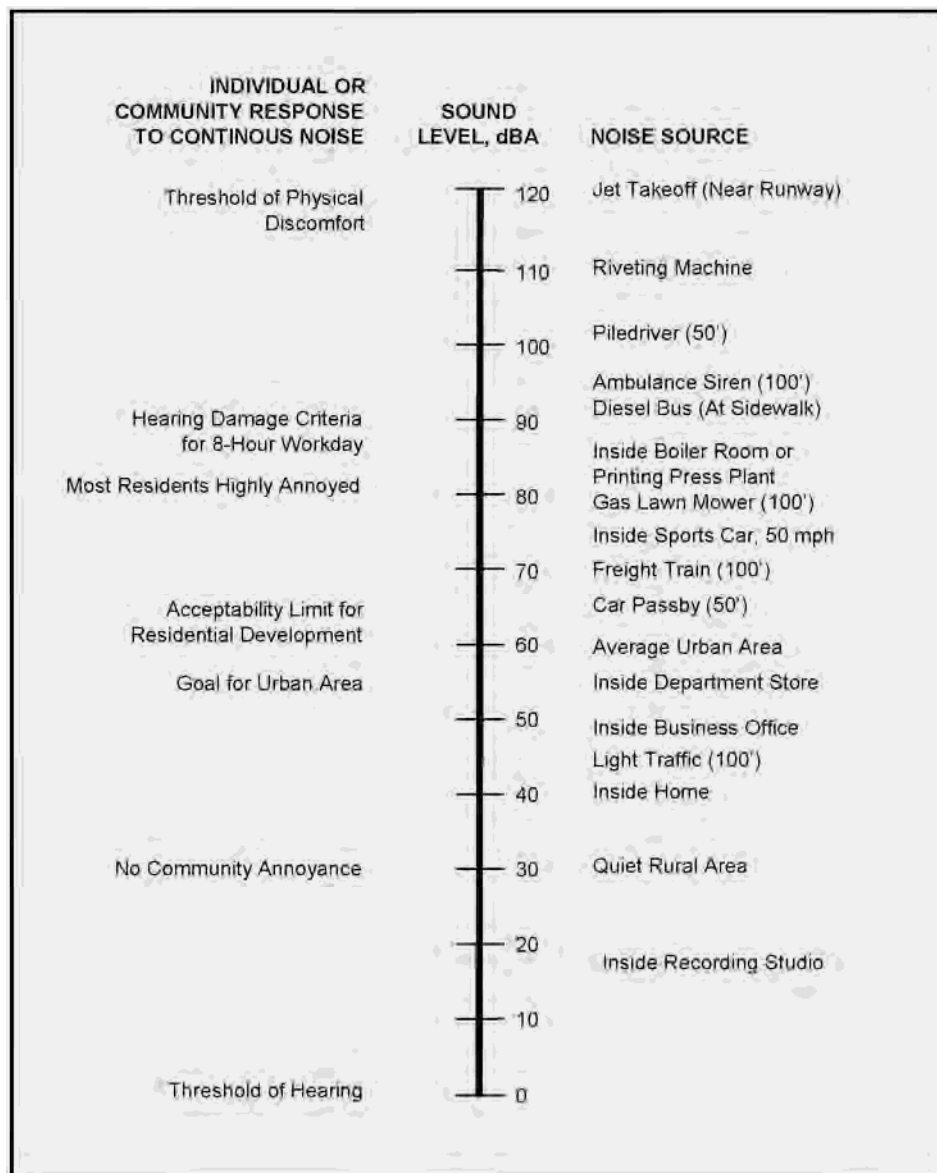 INDIVIDUAL OR
COMMUNITY RESPONSE
TO CONTINOUS NOISE
SOUND
LEVEL, dBA
NOISE SOURCE
Threshold of Physical
Discomfort
120
Jet Takeoff (Near Runway)
110
Riveting Machine
Piledriver (50')
100
Ambulance Siren (100')
Diesel Bus (At Sidewalk)
Hearing Damage Criteria
for 8-Hour Workday
90
Inside Boiler Room or
Printing Press Plant
Most Residents Highly Annoyed
80
Gas Lawn Mower (100')
Inside Sports Car, 50 mph
70
Freight Train (100')
Acceptability Limit for
Residential Development
Car Passby (50')
60
Average Urban Area
Goal for Urban Area
Inside Department Store
50
Inside Business Office
Light Traffic (100')
40
Inside Home
No Community Annoyance
30
Quiet Rural Area
20
Inside Recording Studio
10
Threshold of Hearing
0